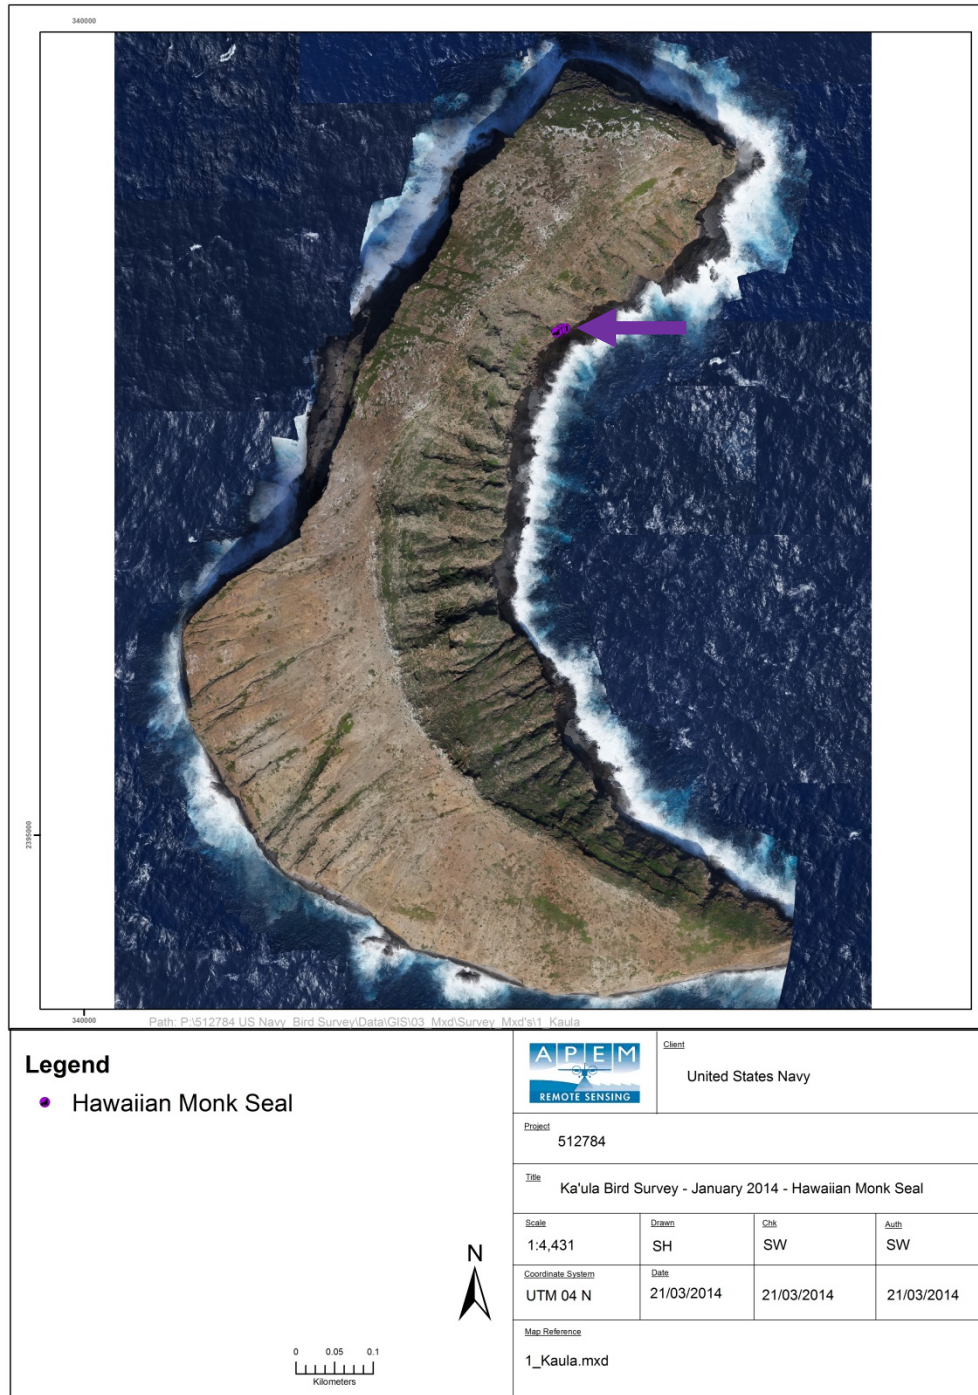 340000
2395000
340000
Path: P:\512784 US Navy_Bird Survey\Data\GIS\03_Mxd\Survey_Mxd's\1_Kaula
Legend
Hawaiian Monk Seal
N
0 0.05 0.1
Kilometers
APEM
REMOTE SENSING
Client
United States Navy
Project
512784
Title
Ka'ula Bird Survey - January 2014 - Hawaiian Monk Seal
Scale
1:4,431
Drawn
SH
Chk
SW
Auth
SW
Coordinate System
UTM 04 N
Date
21/03/2014
21/03/2014
21/03/2014
Map Reference
1_Kaula.mxd